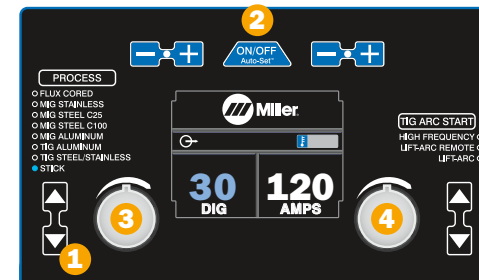 2
ON/OFF
Auto-Set™
PROCESS
FLUX CORED
MIG STAINLESS
MIG STEEL C25
MIG STEEL C100
MIG ALUMINUM
TIG ALUMINUM
TIG STEEL/STAINLESS
STICK
Miller
30
DIG
120
AMPS
TIG ARC START
HIGH FREQUENCY
LIFT-ARC REMOTE
LIFT-ARC
3
4
1